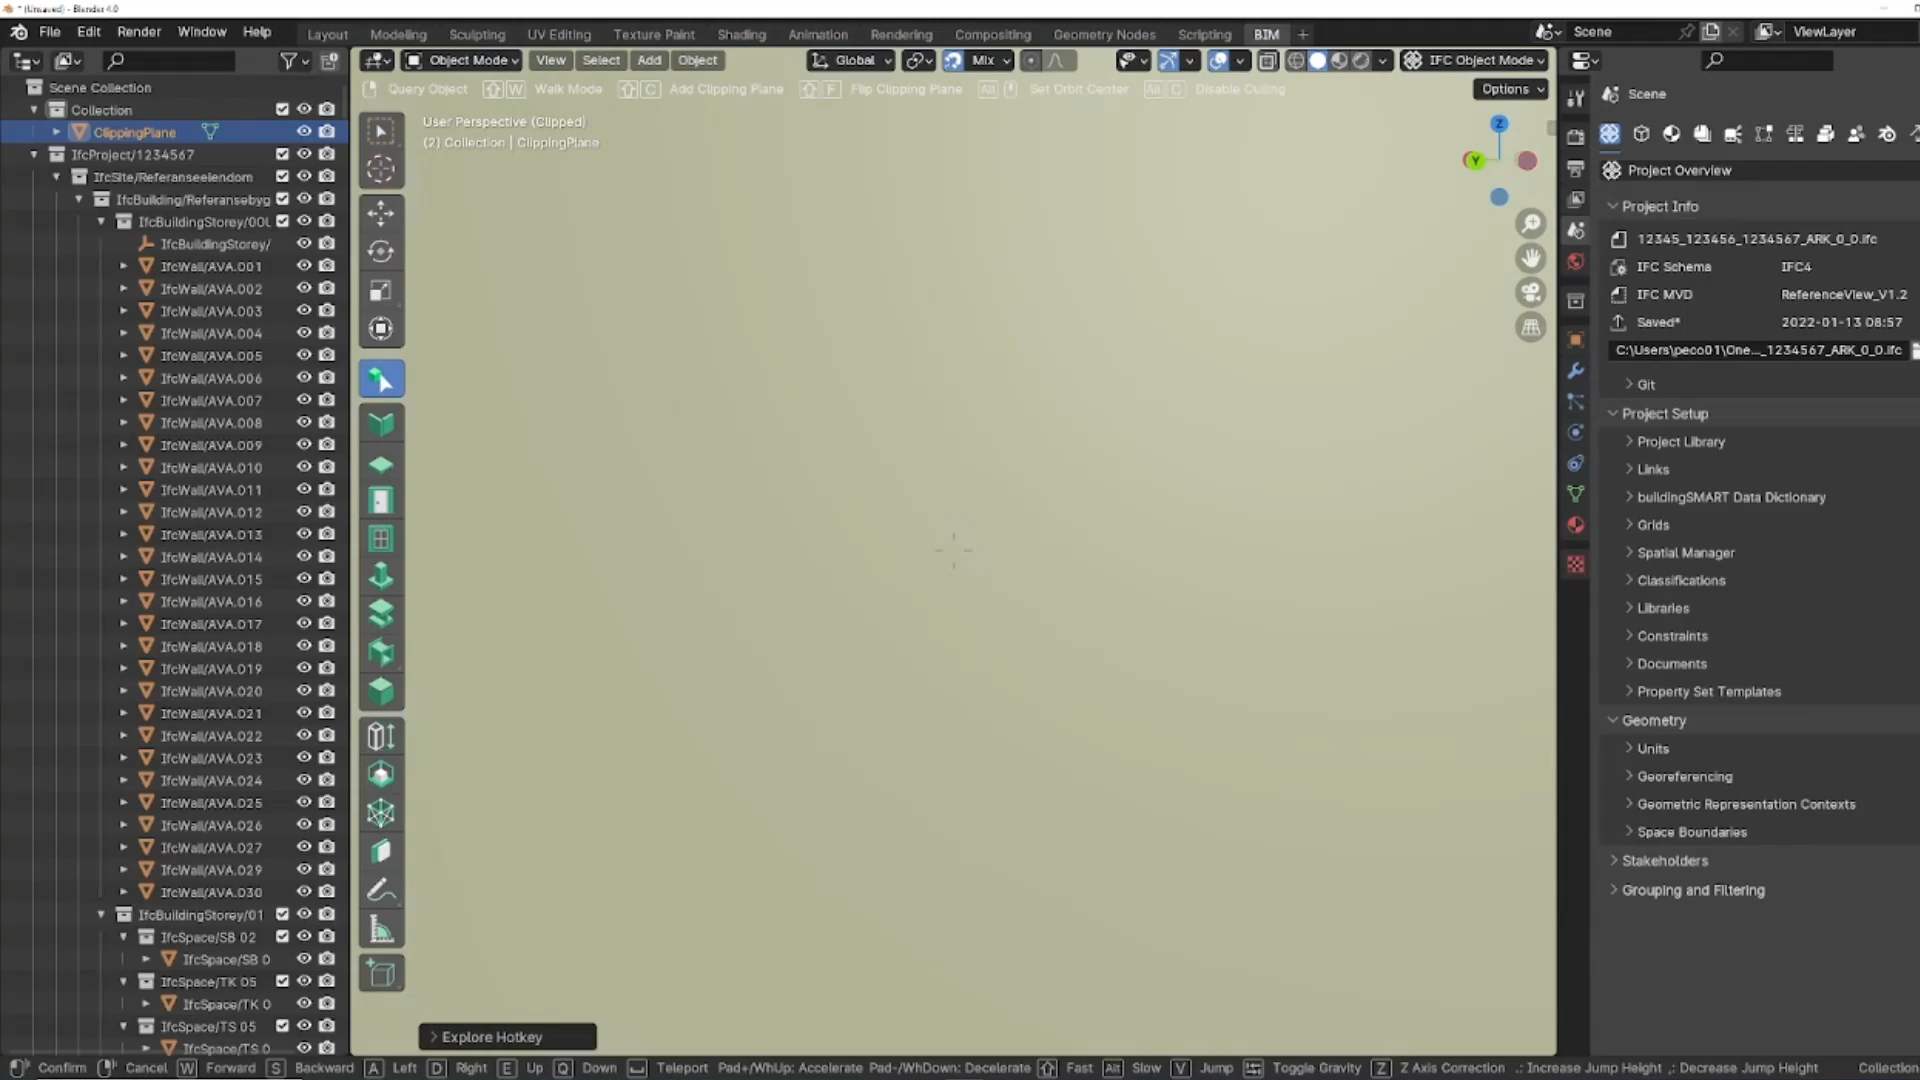 * (Unsaved) - Blender 4.0
File Edit Render Window Help
Layout Modeling Sculpting UV Editing Texture Paint Shading Animation Rendering Compositing Geometry Nodes Scripting BIM +
Scene
ViewLayer
Object Mode View Select Add Object
Global
Mix
IFC Object Mode
Query Object W Walk Mode C Add Clipping Plane F Flip Clipping Plane Alt Set Orbit Center Alt C Disable Culling
Options
User Perspective (Clipped)
(2) Collection | ClippingPlane
Z
Y
Scene Collection
Collection
ClippingPlane
IfcProject/1234567
IfcSite/Referanseeiendom
IfcBuilding/Referansebyg
IfcBuildingStorey/00L
IfcBuildingStorey/
IfcWall/AVA.001
IfcWall/AVA.002
IfcWall/AVA.003
IfcWall/AVA.004
IfcWall/AVA.005
IfcWall/AVA.006
IfcWall/AVA.007
IfcWall/AVA.008
IfcWall/AVA.009
IfcWall/AVA.010
IfcWall/AVA.011
IfcWall/AVA.012
IfcWall/AVA.013
IfcWall/AVA.014
IfcWall/AVA.015
IfcWall/AVA.016
IfcWall/AVA.017
IfcWall/AVA.018
IfcWall/AVA.019
IfcWall/AVA.020
IfcWall/AVA.021
IfcWall/AVA.022
IfcWall/AVA.023
IfcWall/AVA.024
IfcWall/AVA.025
IfcWall/AVA.026
IfcWall/AVA.027
IfcWall/AVA.029
IfcWall/AVA.030
IfcBuildingStorey/01
IfcSpace/SB 02
IfcSpace/SB 0
IfcSpace/TK 05
IfcSpace/TK 0
IfcSpace/TS 05
IfcSpace/TS 0
Explore Hotkey
Scene
Project Overview
Project Info
12345_123456_1234567_ARK_0_0.ifc
IFC Schema IFC4
IFC MVD ReferenceView_V1.2
Saved* 2022-01-13 08:57
C:\Users\peco01\One..._1234567_ARK_0_0.ifc
Git
Project Setup
Project Library
Links
buildingSMART Data Dictionary
Grids
Spatial Manager
Classifications
Libraries
Constraints
Documents
Property Set Templates
Geometry
Units
Georeferencing
Geometric Representation Contexts
Space Boundaries
Stakeholders
Grouping and Filtering
Confirm Cancel W Forward S Backward A Left D Right E Up Q Down Teleport Pad+/WhUp: Accelerate Pad-/WhDown: Decelerate Fast Alt Slow V Jump Toggle Gravity Z Z Axis Correction .: Increase Jump Height ,: Decrease Jump Height Collection